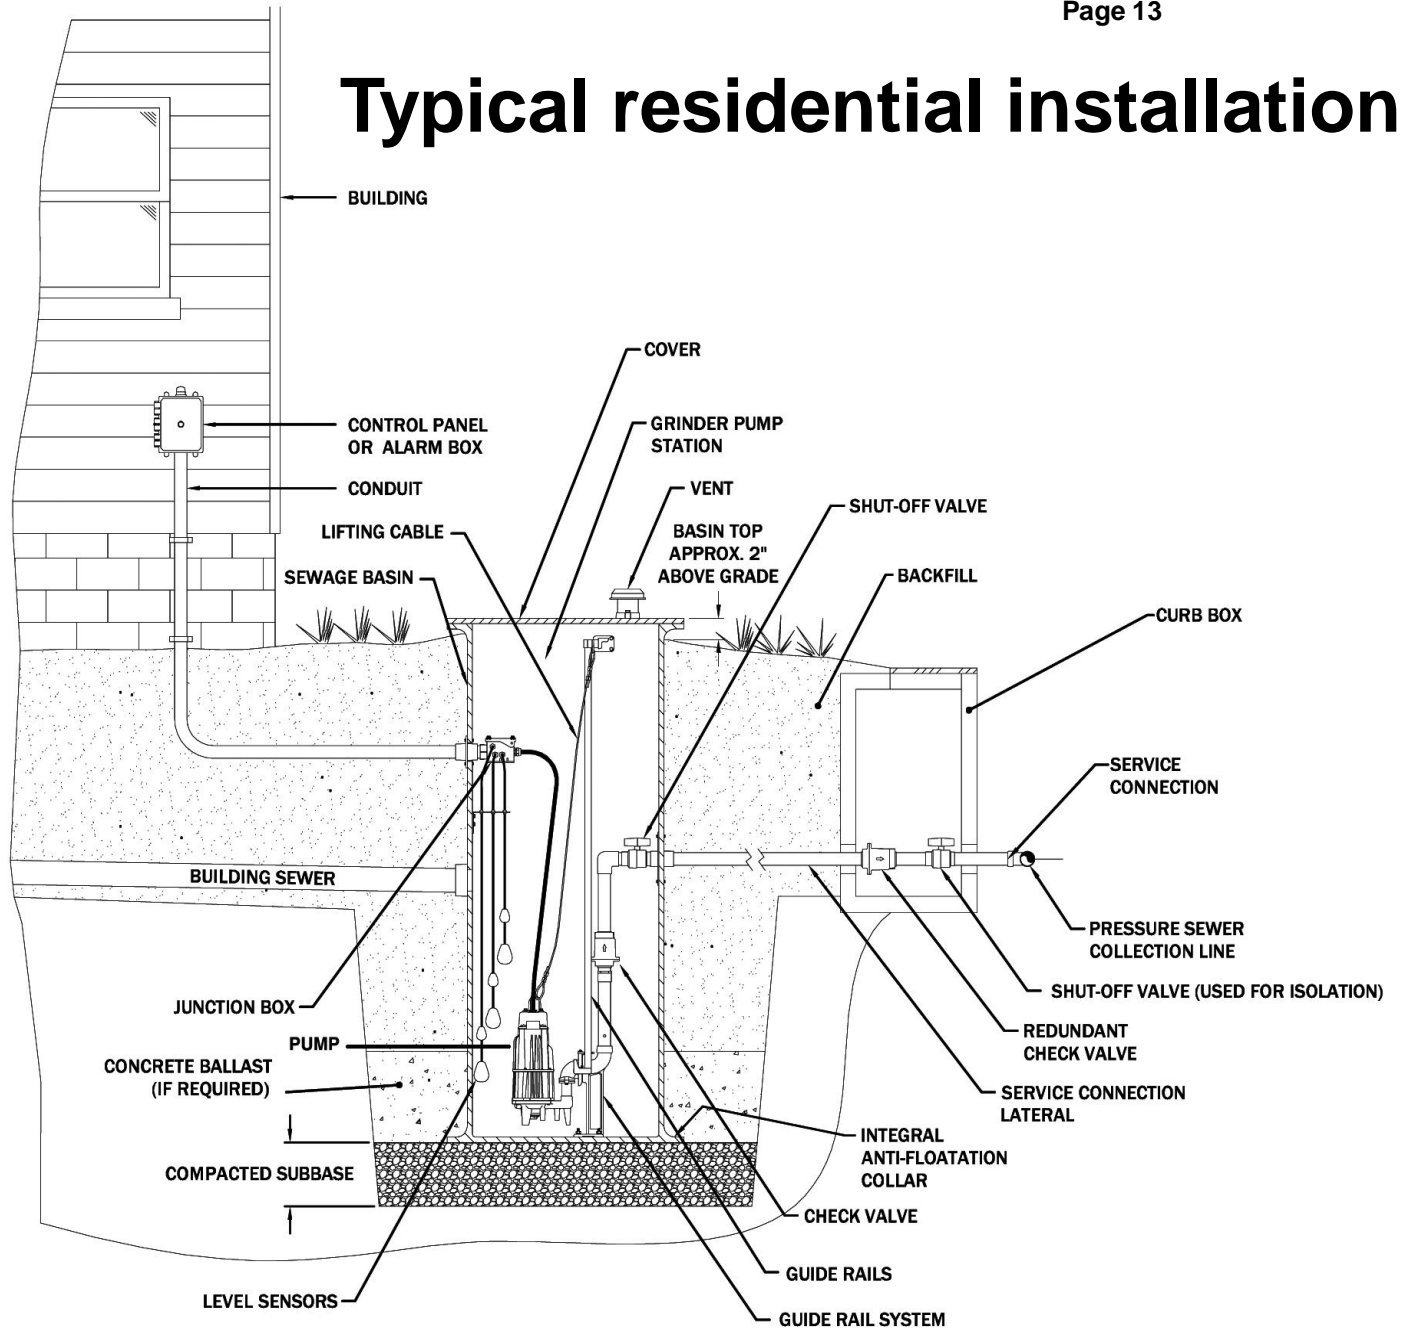 Page 13
Typical residential installation
BUILDING
COVER
CONTROL PANEL
OR ALARM BOX
GRINDER PUMP
STATION
CONDUIT
VENT
SHUT-OFF VALVE
LIFTING CABLE
BASIN TOP
APPROX. 2"
ABOVE GRADE
SEWAGE BASIN
BACKFILL
CURB BOX
SERVICE
CONNECTION
BUILDING SEWER
PRESSURE SEWER
COLLECTION LINE
SHUT-OFF VALVE (USED FOR ISOLATION)
JUNCTION BOX
REDUNDANT
CHECK VALVE
PUMP
CONCRETE BALLAST
(IF REQUIRED)
SERVICE CONNECTION
LATERAL
INTEGRAL
ANTI-FLOATATION
COLLAR
COMPACTED SUBBASE
CHECK VALVE
GUIDE RAILS
LEVEL SENSORS
GUIDE RAIL SYSTEM